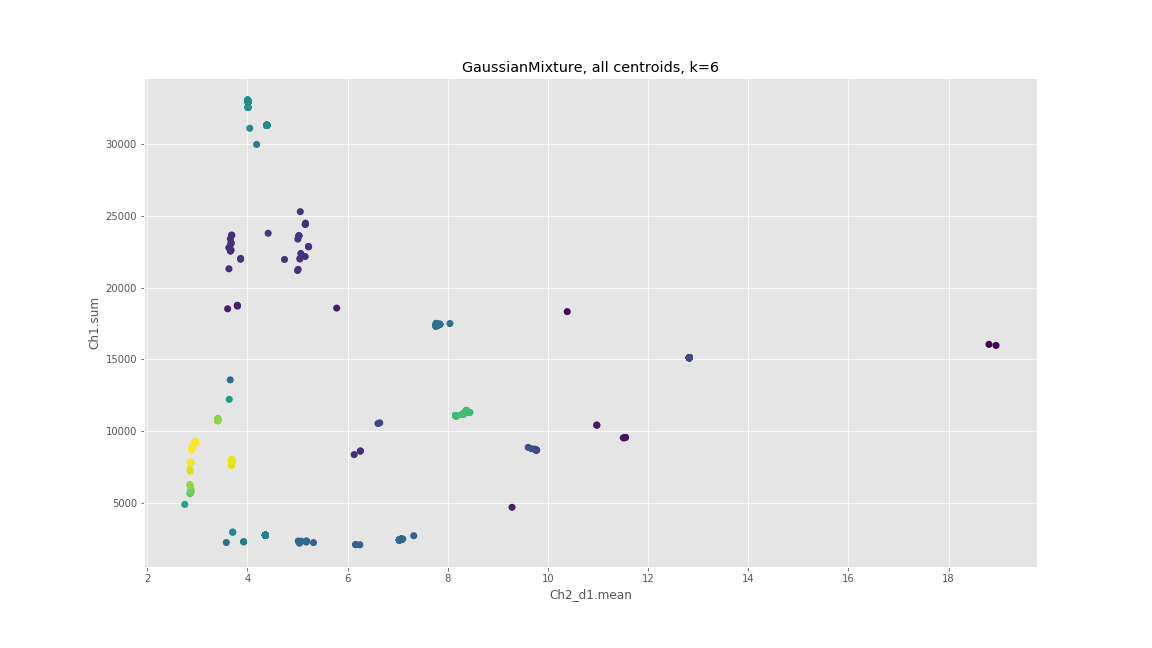 GaussianMixture, all centroids, k=6
30000
25000
20000
15000
10000
5000
Ch1.sum
2 4 6 8 10 12 14 16 18
Ch2_d1.mean